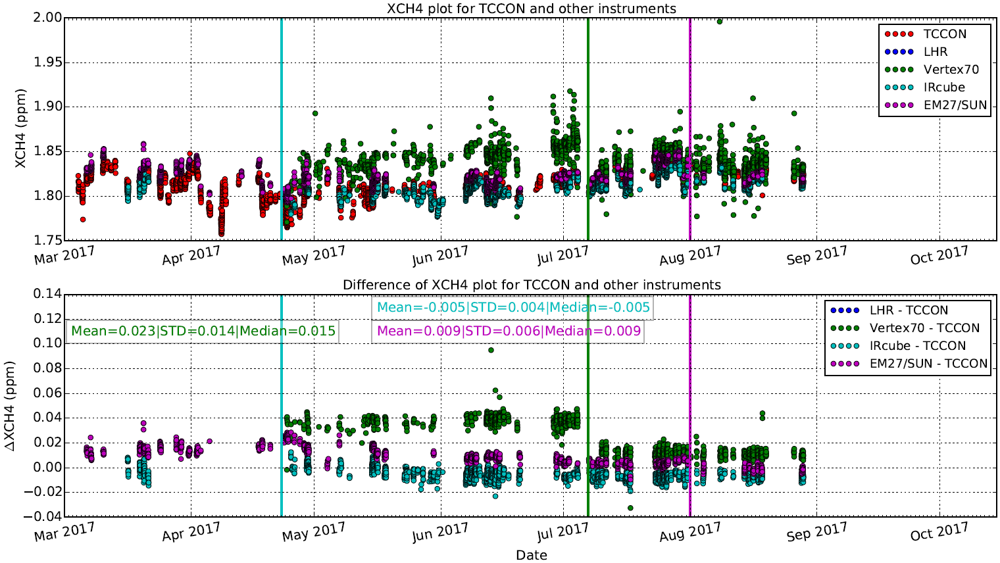 XCH4 plot for TCCON and other instruments
2.00
1.95
1.90
1.85
1.80
1.75
XCH4 (ppm)
TCCON
LHR
Vertex70
IRcube
EM27/SUN
Mar 2017 Apr 2017 May 2017 Jun 2017 Jul 2017 Aug 2017 Sep 2017 Oct 2017
Difference of XCH4 plot for TCCON and other instruments
0.14
0.12
0.10
0.08
0.06
0.04
0.02
0.00
−0.02
−0.04
ΔXCH4 (ppm)
Mean=-0.005|STD=0.004|Median=-0.005
Mean=0.023|STD=0.014|Median=0.015
Mean=0.009|STD=0.006|Median=0.009
LHR - TCCON
Vertex70 - TCCON
IRcube - TCCON
EM27/SUN - TCCON
Mar 2017 Apr 2017 May 2017 Jun 2017 Jul 2017 Aug 2017 Sep 2017 Oct 2017
Date